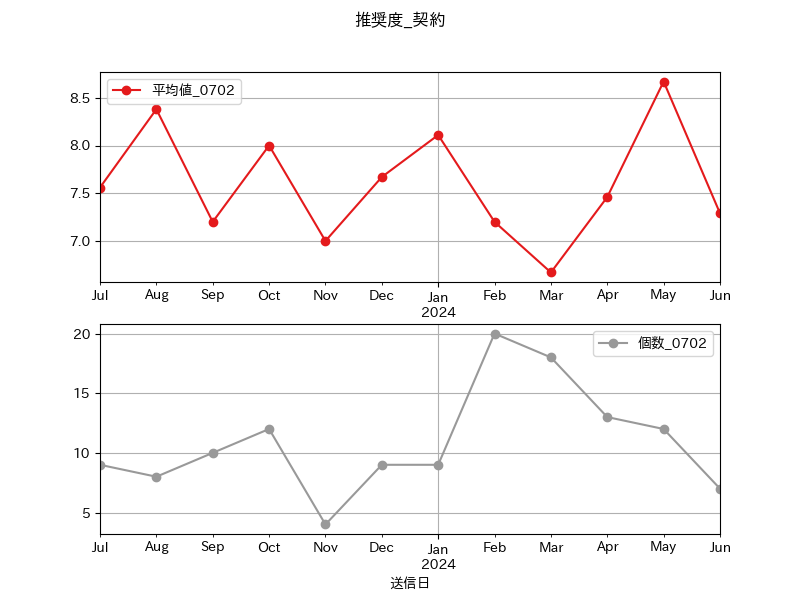 推奨度_契約
平均値_0702
8.5
8.0
7.5
7.0
Jul Aug Sep Oct Nov Dec Jan Feb Mar Apr May Jun
2024
個数_0702
20
15
10
5
Jul Aug Sep Oct Nov Dec Jan Feb Mar Apr May Jun
2024
送信日